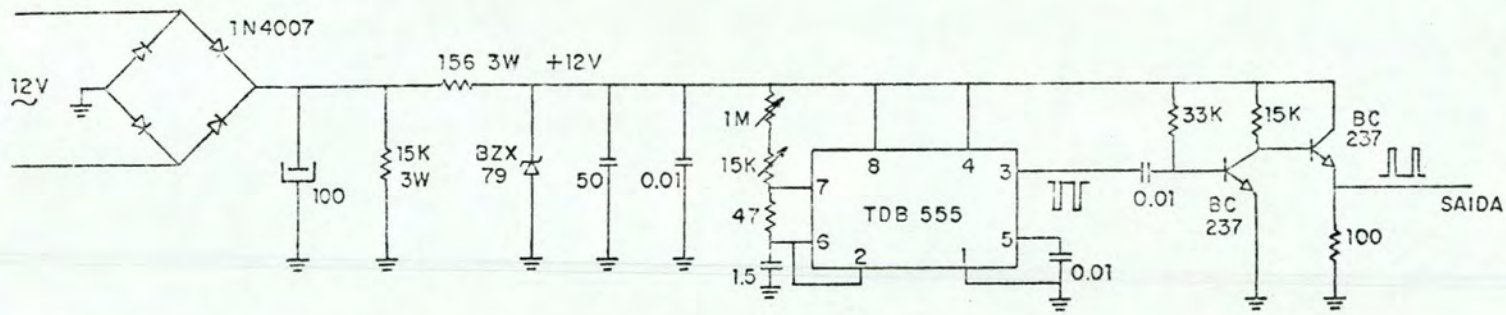 1N4007
12V
~
156 3W
+12V
100
15K
3W
BZX
79
50
0.01
1M
15K
47
1.5
7
6
8
4
3
TDB 555
2
1
5
0.01
0.01
33K
15K
BC
237
BC
237
100
SAIDA